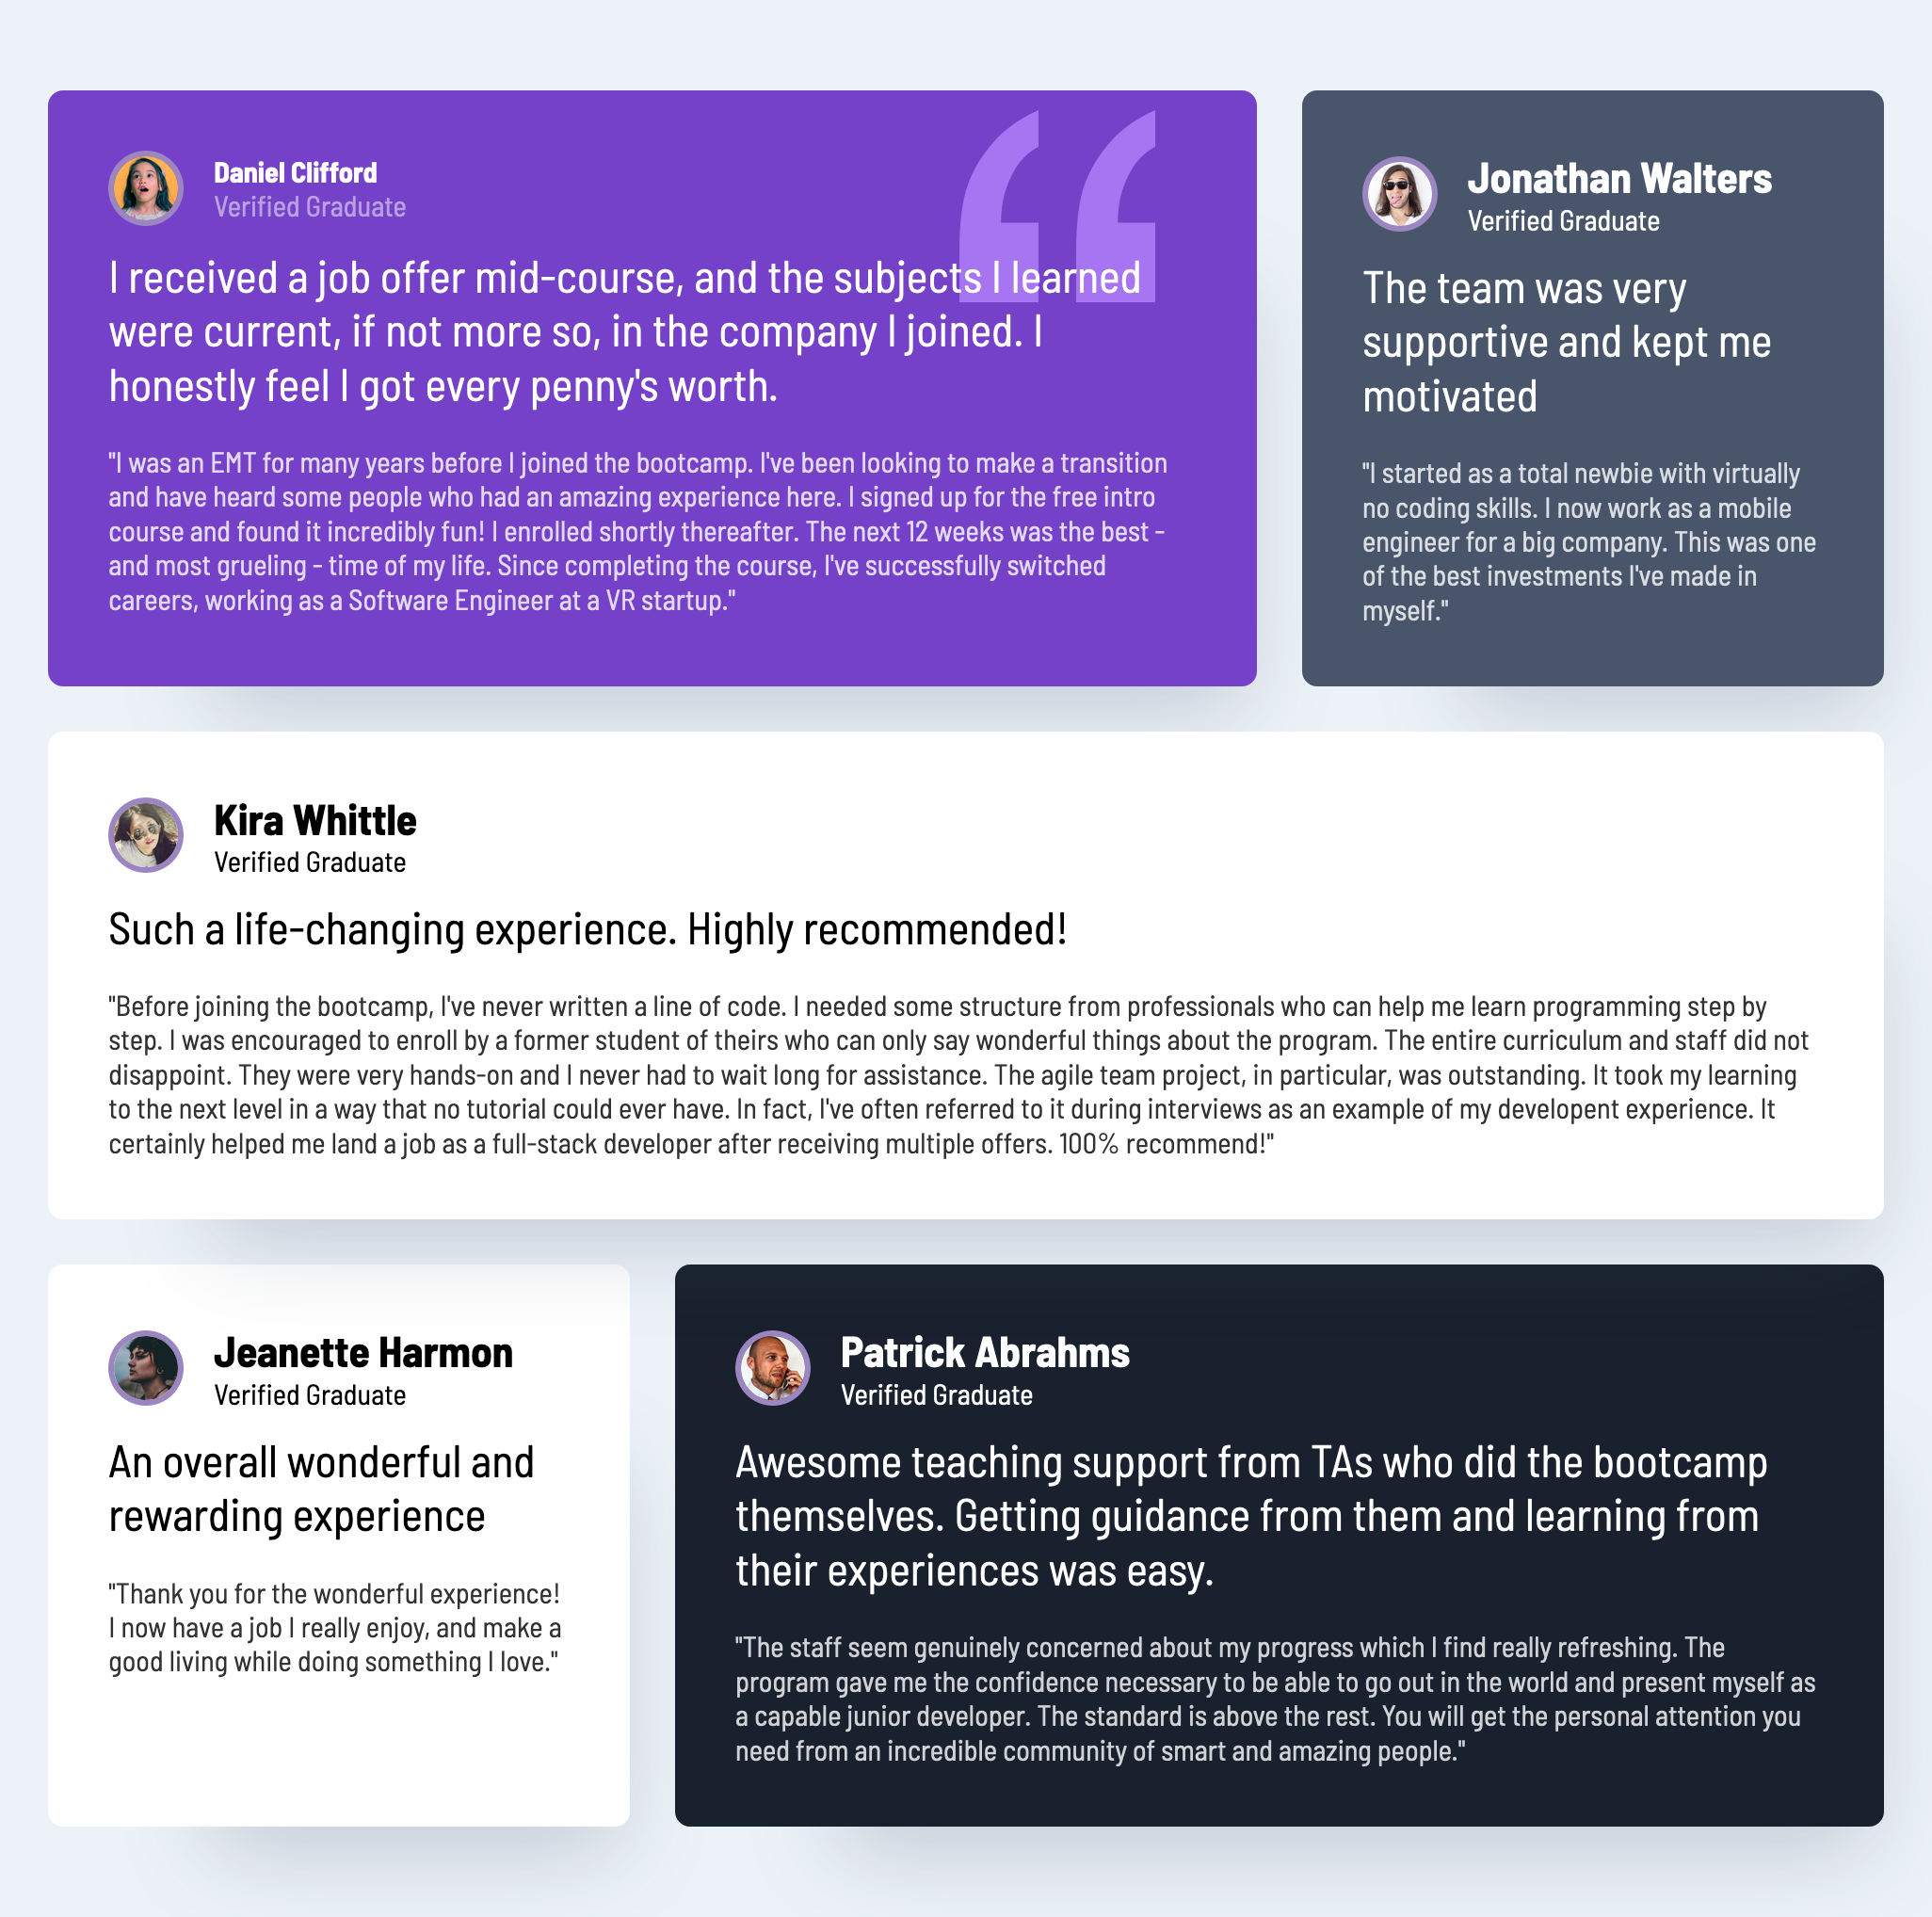 Daniel Clifford
Verified Graduate
I received a job offer mid-course, and the subjects I learned
were current, if not more so, in the company I joined. I
honestly feel I got every penny's worth.
"I was an EMT for many years before I joined the bootcamp. I've been looking to make a transition
and have heard some people who had an amazing experience here. I signed up for the free intro
course and found it incredibly fun! I enrolled shortly thereafter. The next 12 weeks was the best -
and most grueling - time of my life. Since completing the course, I've successfully switched
careers, working as a Software Engineer at a VR startup."
Jonathan Walters
Verified Graduate
The team was very
supportive and kept me
motivated
"I started as a total newbie with virtually
no coding skills. I now work as a mobile
engineer for a big company. This was one
of the best investments I've made in
myself."
Kira Whittle
Verified Graduate
Such a life-changing experience. Highly recommended!
"Before joining the bootcamp, I've never written a line of code. I needed some structure from professionals who can help me learn programming step by
step. I was encouraged to enroll by a former student of theirs who can only say wonderful things about the program. The entire curriculum and staff did not
disappoint. They were very hands-on and I never had to wait long for assistance. The agile team project, in particular, was outstanding. It took my learning
to the next level in a way that no tutorial could ever have. In fact, I've often referred to it during interviews as an example of my developent experience. It
certainly helped me land a job as a full-stack developer after receiving multiple offers. 100% recommend!"
Jeanette Harmon
Verified Graduate
An overall wonderful and
rewarding experience
"Thank you for the wonderful experience!
I now have a job I really enjoy, and make a
good living while doing something I love."
Patrick Abrahms
Verified Graduate
Awesome teaching support from TAs who did the bootcamp
themselves. Getting guidance from them and learning from
their experiences was easy.
"The staff seem genuinely concerned about my progress which I find really refreshing. The
program gave me the confidence necessary to be able to go out in the world and present myself as
a capable junior developer. The standard is above the rest. You will get the personal attention you
need from an incredible community of smart and amazing people."